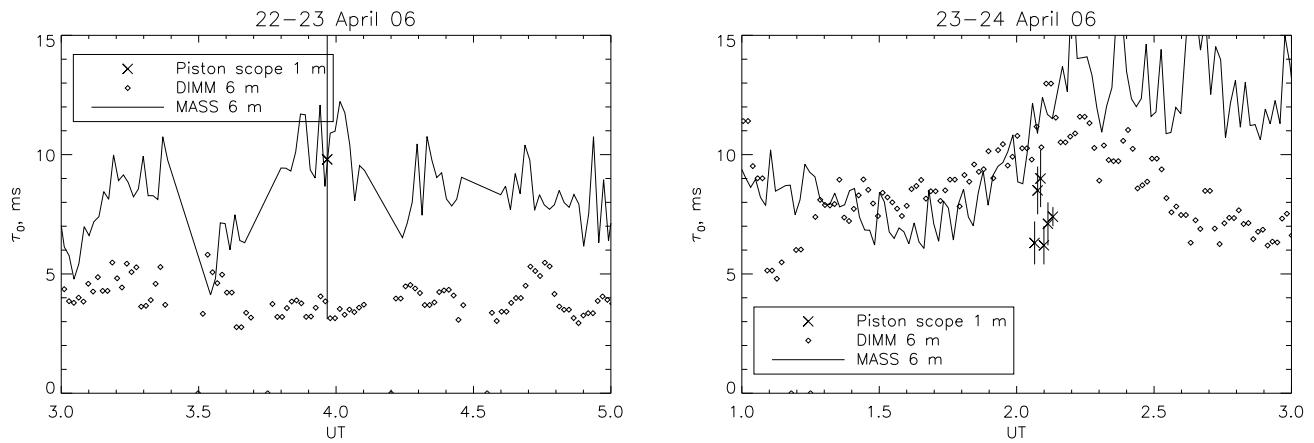 22−23 April 06
15
10
5
0
τ0, ms
Piston scope 1 m
DIMM 6 m
MASS 6 m
3.0 3.5 4.0 4.5 5.0
UT
23−24 April 06
15
10
5
0
τ0, ms
Piston scope 1 m
DIMM 6 m
MASS 6 m
1.0 1.5 2.0 2.5 3.0
UT